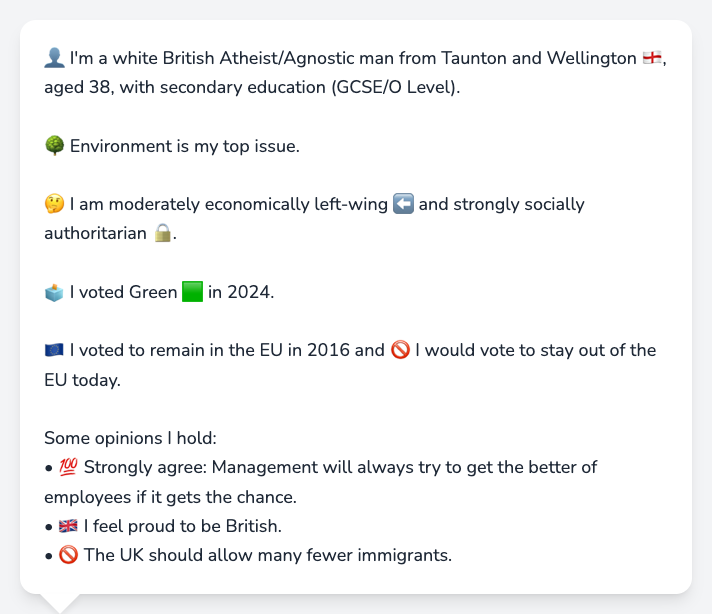 👤 I'm a white British Atheist/Agnostic man from Taunton and Wellington 🏴󠁧󠁢󠁥󠁮󠁧󠁿,
aged 38, with secondary education (GCSE/O Level).
🌳 Environment is my top issue.
🤔 I am moderately economically left-wing ⬅️ and strongly socially
authoritarian 🔒.
🗳️ I voted Green 🟩 in 2024.
🇪🇺 I voted to remain in the EU in 2016 and 🚫 I would vote to stay out of the
EU today.
Some opinions I hold:
• 💯 Strongly agree: Management will always try to get the better of
employees if it gets the chance.
• 🇬🇧 I feel proud to be British.
• 🚫 The UK should allow many fewer immigrants.